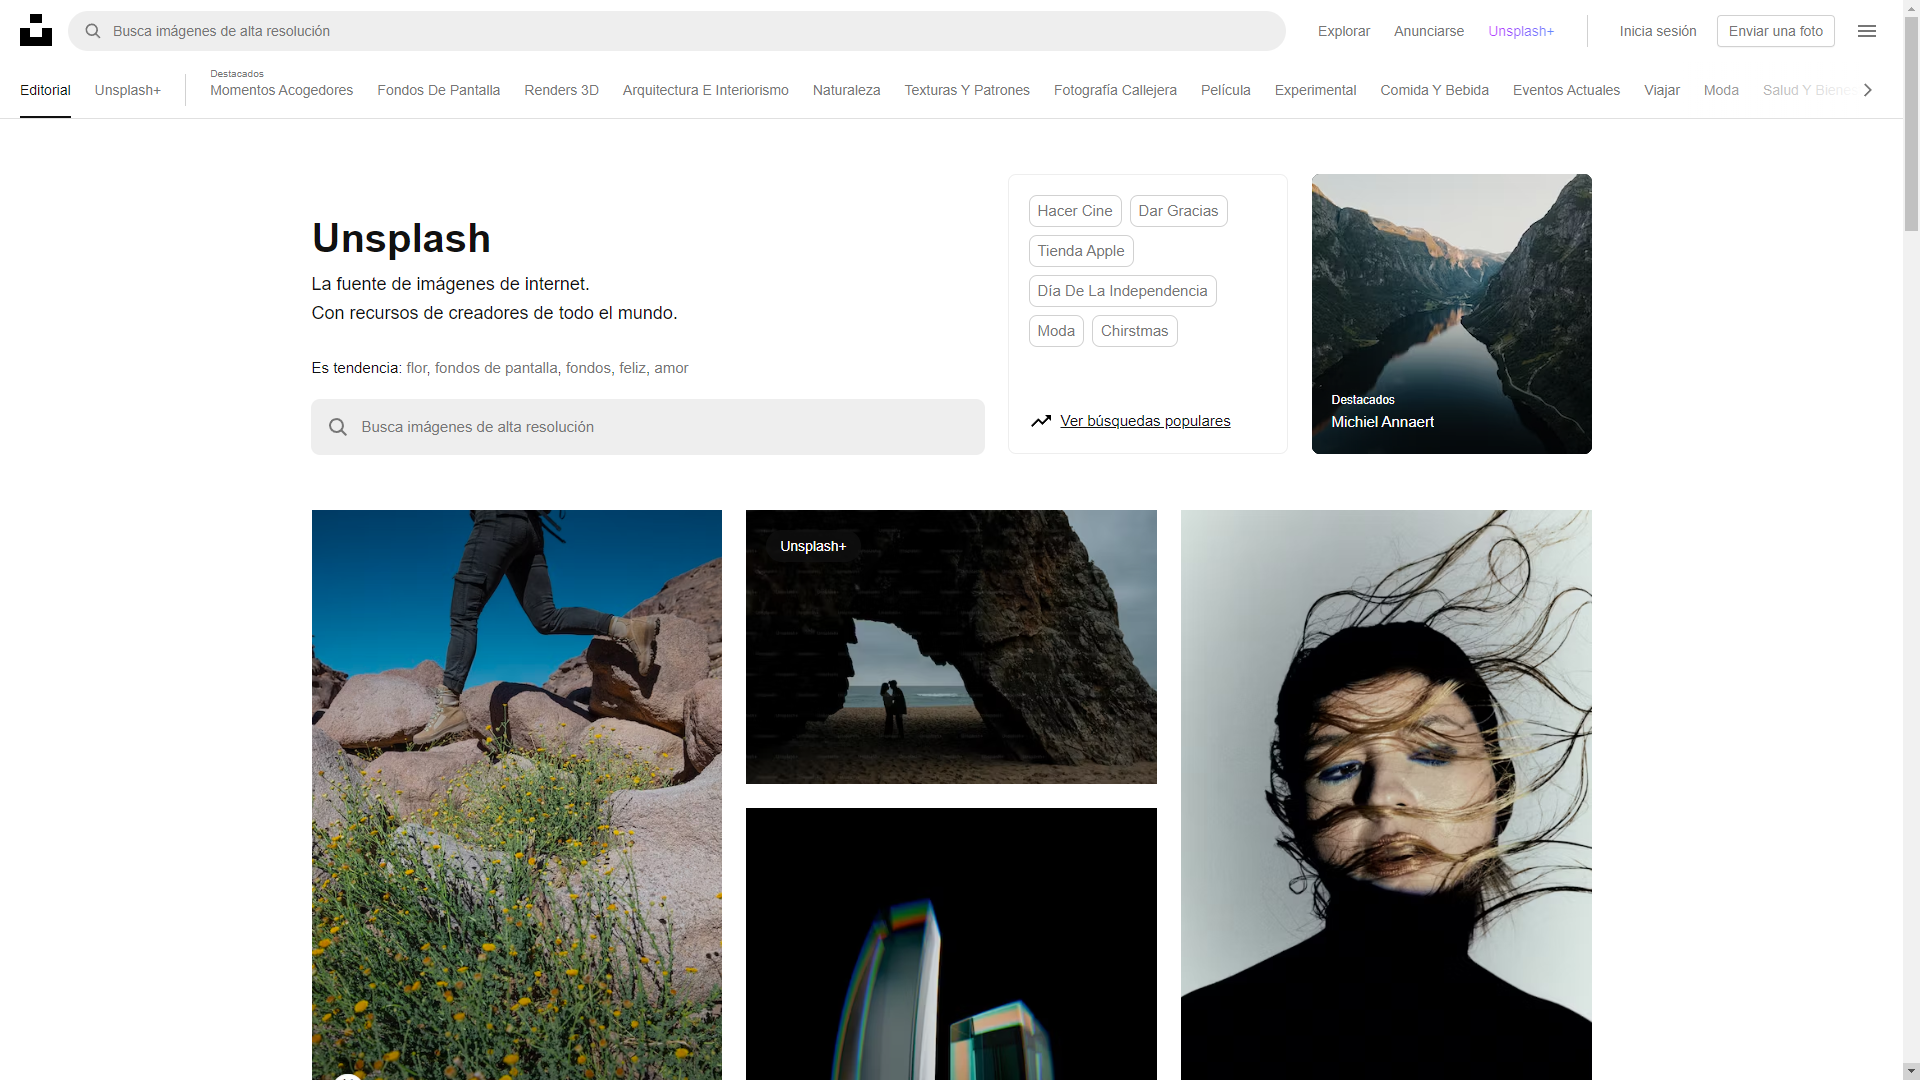 Busca imágenes de alta resolución
Explorar
Anunciarse
Unsplash+
Inicia sesión
Enviar una foto
Editorial
Unsplash+
Destacados
Momentos Acogedores
Fondos De Pantalla
Renders 3D
Arquitectura E Interiorismo
Naturaleza
Texturas Y Patrones
Fotografía Callejera
Película
Experimental
Comida Y Bebida
Eventos Actuales
Viajar
Moda
Salud Y
Unsplash
La fuente de imágenes de internet.
Con recursos de creadores de todo el mundo.
Es tendencia: flor, fondos de pantalla, fondos, feliz, amor
Busca imágenes de alta resolución
Hacer Cine
Dar Gracias
Tienda Apple
Día De La Independencia
Moda
Chirstmas
Ver búsquedas populares
Destacados
Michiel Annaert
Unsplash+